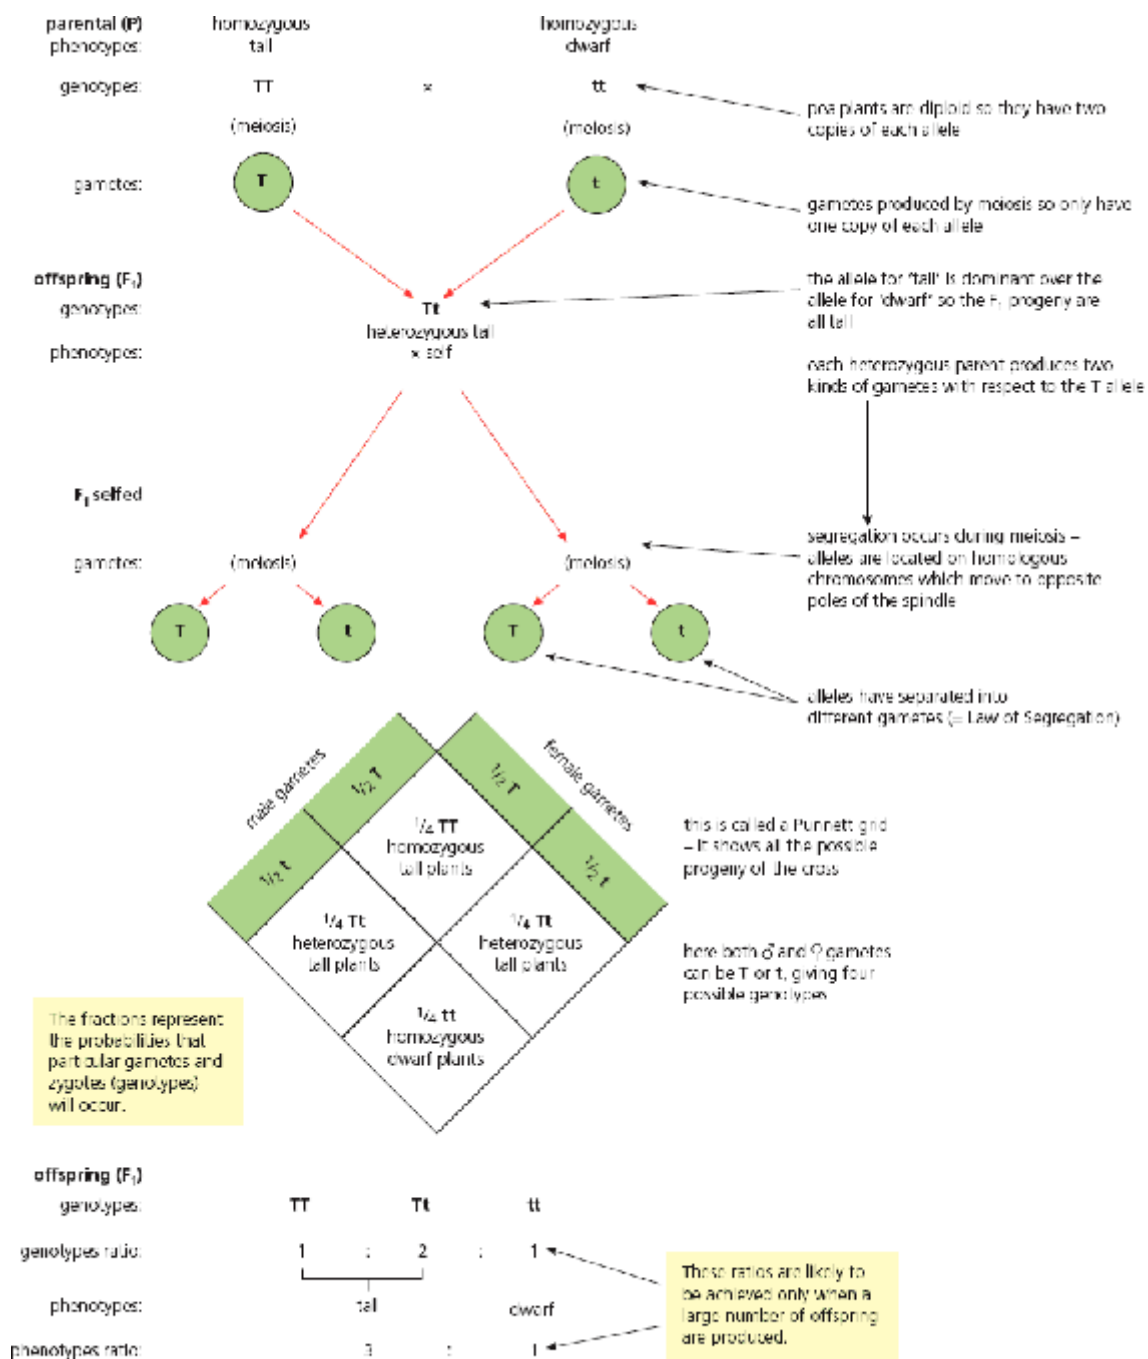 parental (P) homozygous homozygous
phenotypes: tall dwarf
genotypes: TT × tt
pea plants are diploid so they have two
copies of each allele
(meiosis) (meiosis)
gametes: T t
gametes produced by meiosis so only have
one copy of each allele
offspring (F1)
genotypes: Tt
the allele for 'tall' is dominant over the
allele for 'dwarf' so the F1 progeny are
all tall
heterozygous tall
phenotypes: × self
each heterozygous parent produces two
kinds of gametes with respect to the T allele
F1 selfed
segregation occurs during meiosis –
alleles are located on homologous
chromosomes which move to opposite
poles of the spindle
gametes: (meiosis) (meiosis)
T t T t
alleles have separated into
different gametes (= Law of Segregation)
male gametes
female gametes
1/2 T
1/2 T
1/2 t
1/2 t
1/4 TT
homozygous
tall plants
1/4 Tt
heterozygous
tall plants
1/4 Tt
heterozygous
tall plants
1/4 tt
homozygous
dwarf plants
this is called a Punnett grid
– it shows all the possible
progeny of the cross
here both ♂ and ♀ gametes
can be T or t, giving four
possible genotypes
The fractions represent
the probabilities that
particular gametes and
zygotes (genotypes)
will occur.
offspring (F1)
genotypes: TT Tt tt
genotypes ratio: 1 : 2 : 1
phenotypes: tall dwarf
phenotypes ratio: 3 : 1
These ratios are likely to
be achieved only when a
large number of offspring
are produced.